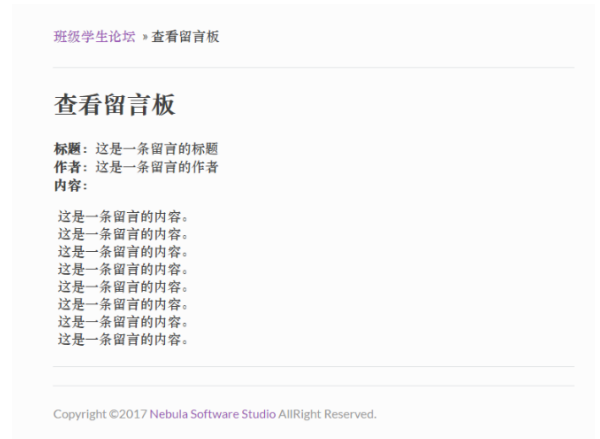 班级学生论坛 » 查看留言板
查看留言板
标题：这是一条留言的标题
作者：这是一条留言的作者
内容：
这是一条留言的内容。
这是一条留言的内容。
这是一条留言的内容。
这是一条留言的内容。
这是一条留言的内容。
这是一条留言的内容。
这是一条留言的内容。
这是一条留言的内容。
Copyright ©2017 Nebula Software Studio AllRight Reserved.